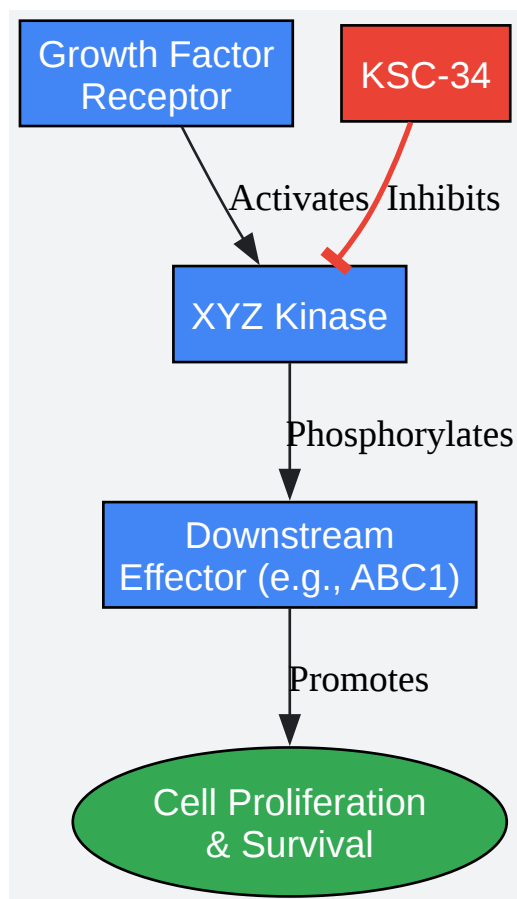 Growth Factor
Receptor
KSC-34
Activates
Inhibits
XYZ Kinase
Phosphorylates
Downstream
Effector (e.g., ABC1)
Promotes
Cell Proliferation
& Survival